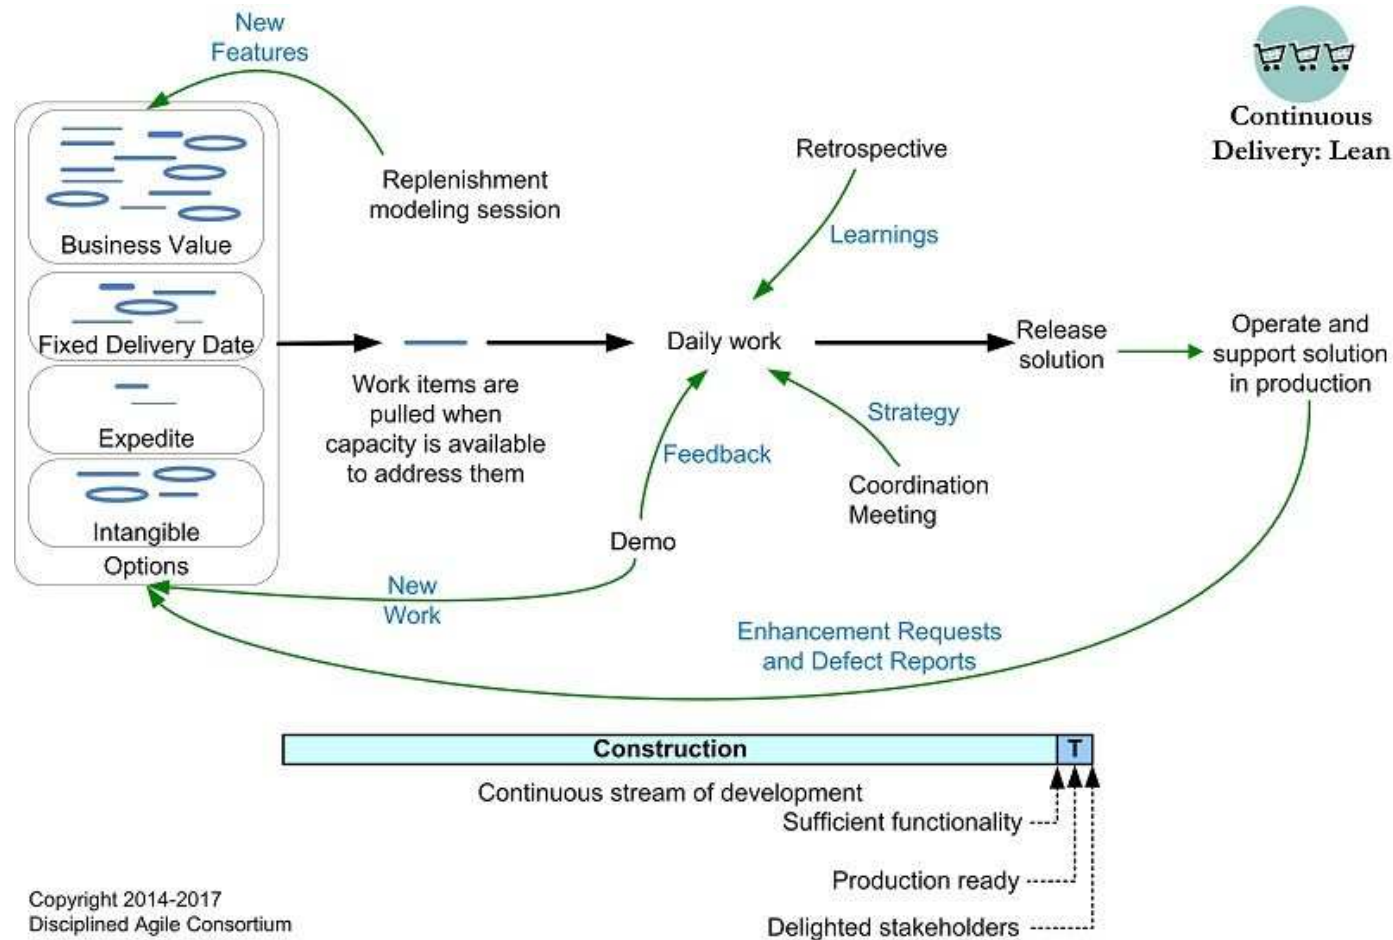 New
Features
Continuous
Delivery: Lean
Replenishment
modeling session
Retrospective
Learnings
Business Value
Fixed Delivery Date
Expedite
Intangible
Options
Work items are
pulled when
capacity is available
to address them
Daily work
Release
solution
Operate and
support solution
in production
Strategy
Feedback
Coordination
Meeting
Demo
New
Work
Enhancement Requests
and Defect Reports
Construction
T
Continuous stream of development
Sufficient functionality
Production ready
Delighted stakeholders
Copyright 2014-2017
Disciplined Agile Consortium